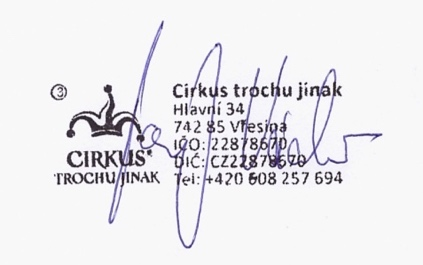 ③
CIRKUS
TROCHU JINAK
Cirkus trochu jinak
Hlavní 34
742 85 Vřesina
IČO: 22878670
DIČ: CZ22878670
Tel: +420 608 257 694